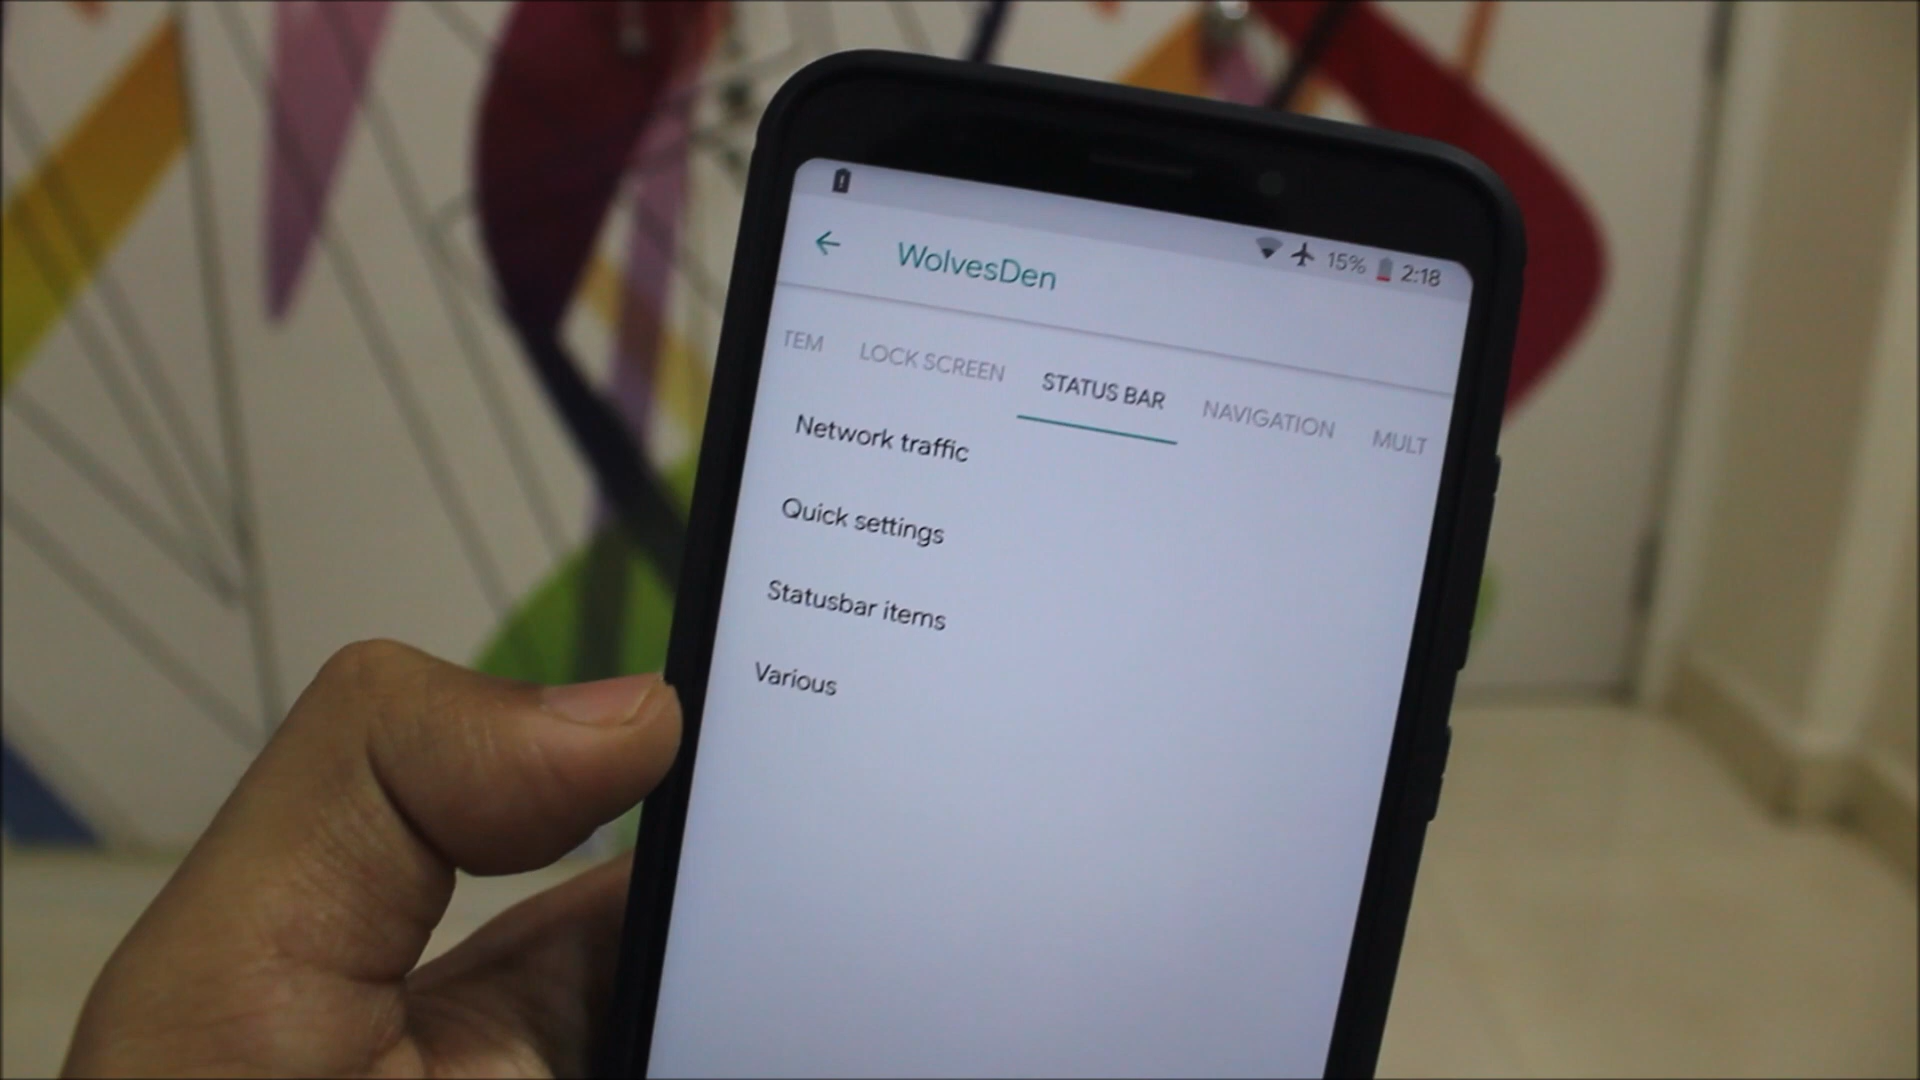 15% 2:18
WolvesDen
TEM LOCK SCREEN STATUS BAR NAVIGATION MULT
Network traffic
Quick settings
Statusbar items
Various